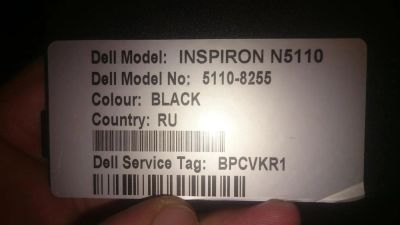 Dell Model: INSPIRON N5110
Dell Model No: 5110-8255
Colour: BLACK
Country: RU
Dell Service Tag: BPCVKR1